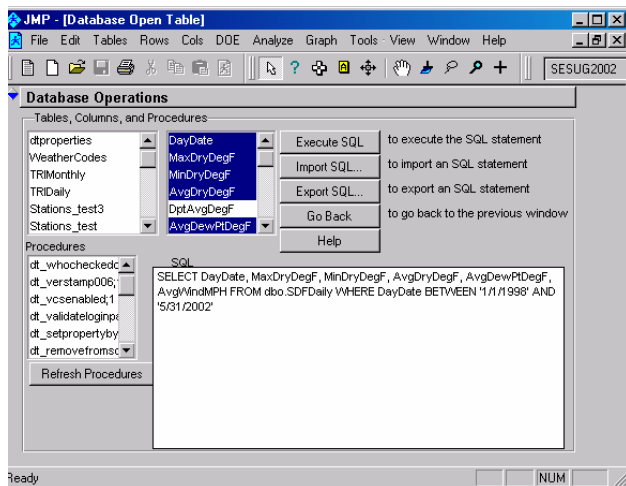 JMP - [Database Open Table]
File Edit Tables Rows Cols DOE Analyze Graph Tools View Window Help
SESUG2002
Database Operations
Tables, Columns, and Procedures
dtproperties
WeatherCodes
TRIMonthly
TRIDaily
Stations_test3
Stations_test
DayDate
MaxDryDegF
MinDryDegF
AvgDryDegF
DptAvgDegF
AvgDewPtDegF
Execute SQL to execute the SQL statement
Import SQL... to import an SQL statement
Export SQL... to export an SQL statement
Go Back to go back to the previous window
Help
Procedures
dt_whocheckedc
dt_verstamp006;
dt_vcsenabled;1
dt_validateloginpa
dt_setpropertyby
dt_removefromsc
Refresh Procedures
SQL
SELECT DayDate, MaxDryDegF, MinDryDegF, AvgDryDegF, AvgDewPtDegF,
AvgWindMPH FROM dbo.SDFDaily WHERE DayDate BETWEEN '1/1/1998' AND
'5/31/2002'
Ready
NUM